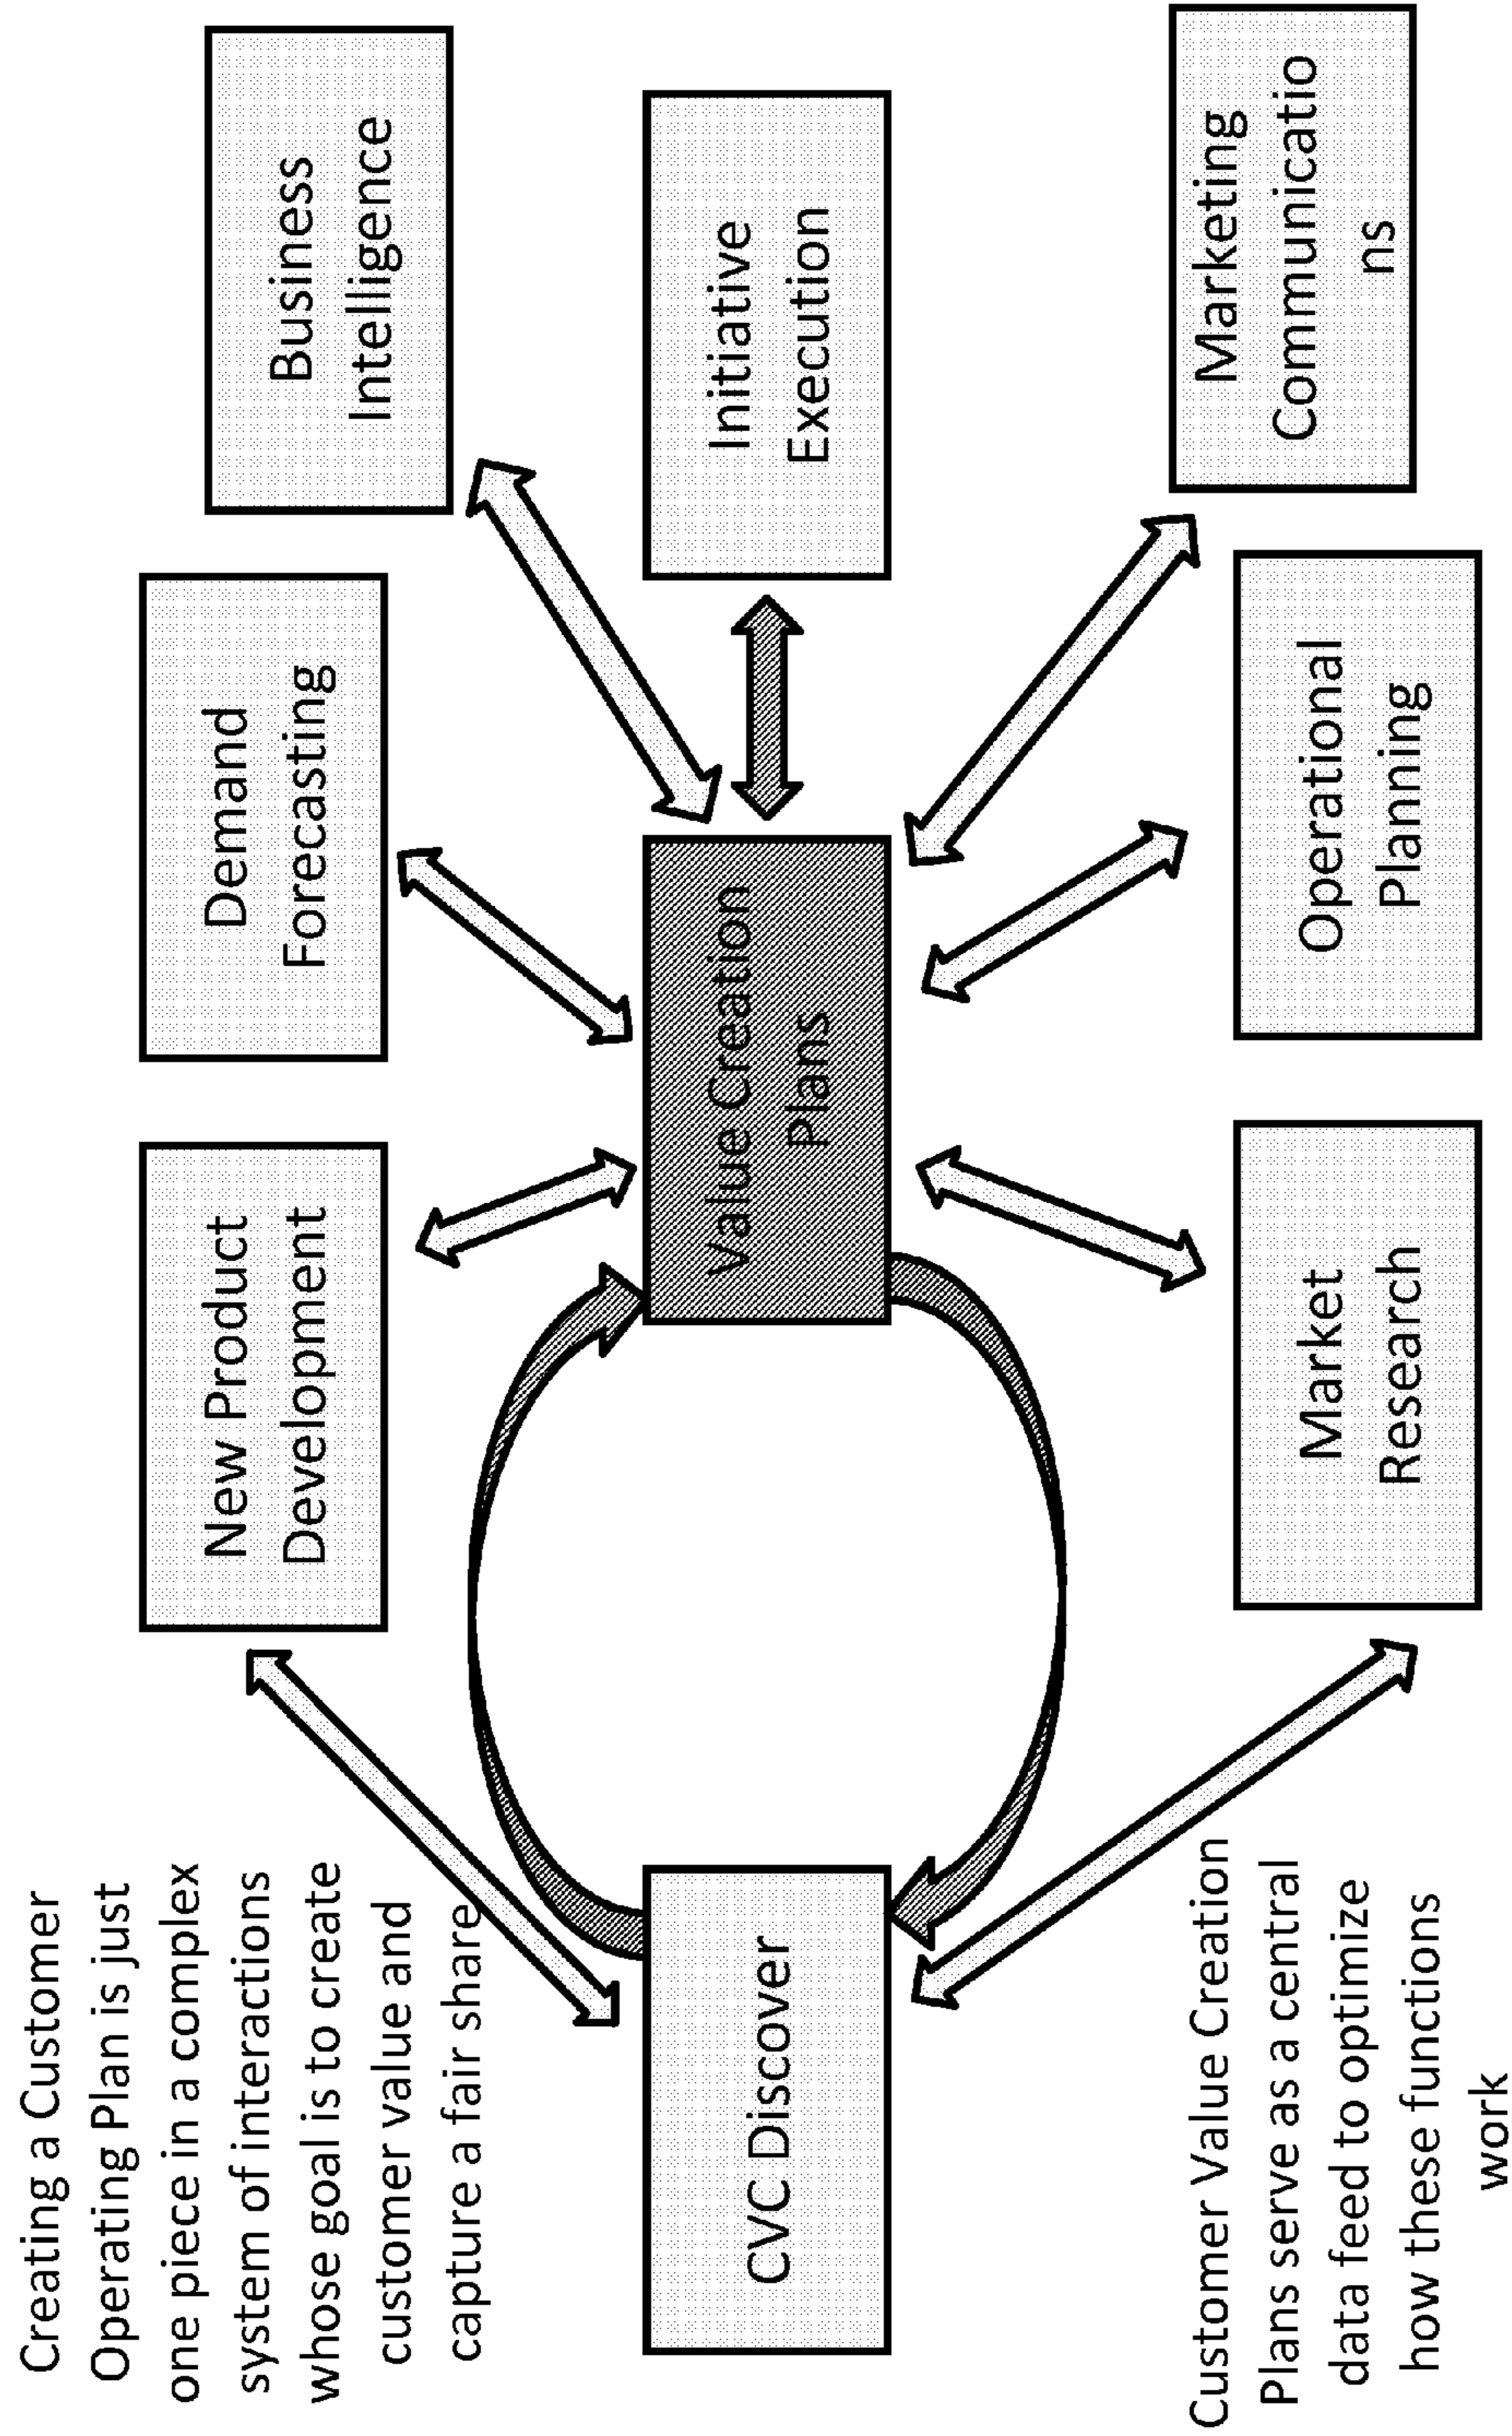 Creating a Customer
Operating Plan is just
one piece in a complex
system of interactions
whose goal is to create
customer value and
capture a fair share
New Product
Development
Demand
Forecasting
Business
Intelligence
CVC Discover
Value Creation
Plans
Initiative
Execution
Customer Value Creation
Plans serve as a central
data feed to optimize
how these functions
work
Market
Research
Operational
Planning
Marketing
Communicatio
ns